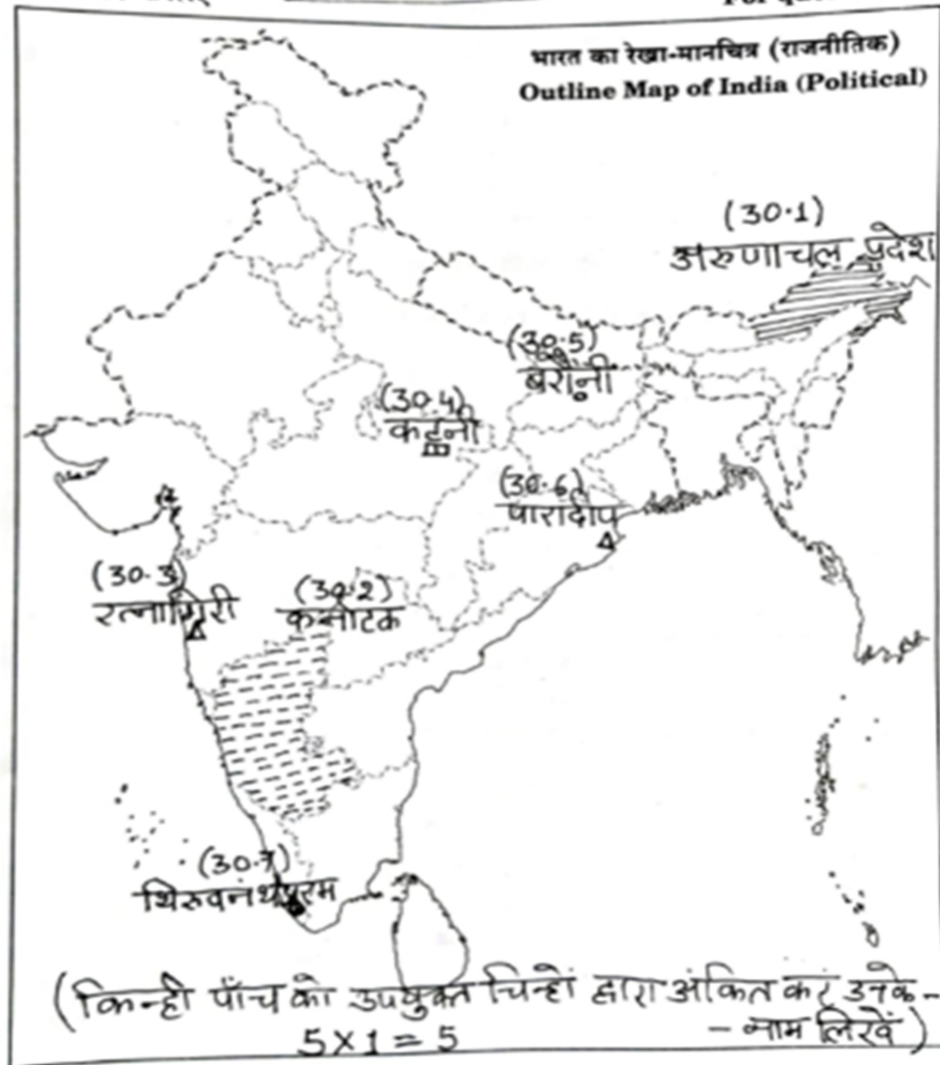 भारत का रेखा-मानचित्र (राजनीतिक)
Outline Map of India (Political)
(30.1)
अरुणाचल प्रदेश
(30.5)
बरौनी
(30.4)
कटनी
(30.6)
पारादीप
(30.3)
रत्नागिरी
(30.2)
कर्नाटक
(30.7)
थिरुवनंथपुरम
(किन्ही पाँच को उपयुक्त चिन्हों द्वारा अंकित कर उनके -
5 X 1 = 5 - नाम लिखें)